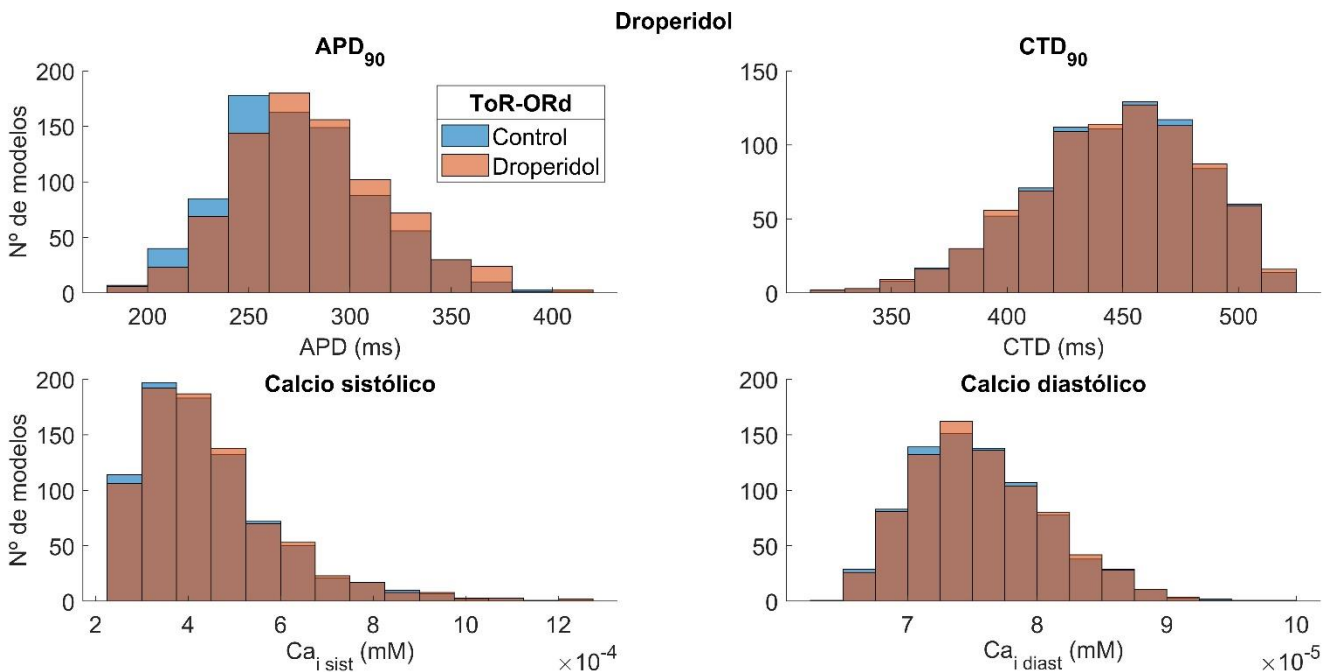 Droperidol
APD90
Nº de modelos
200
150
100
50
0
200 250 300 350 400
APD (ms)
ToR-ORd
Control
Droperidol
CTD90
150
100
50
0
350 400 450 500
CTD (ms)
Calcio sistólico
Nº de modelos
200
150
100
50
0
2 4 6 8 10 12
Cai sist (mM)
×10-4
Calcio diastólico
200
150
100
50
0
7 8 9 10
Cai diast (mM)
×10-5